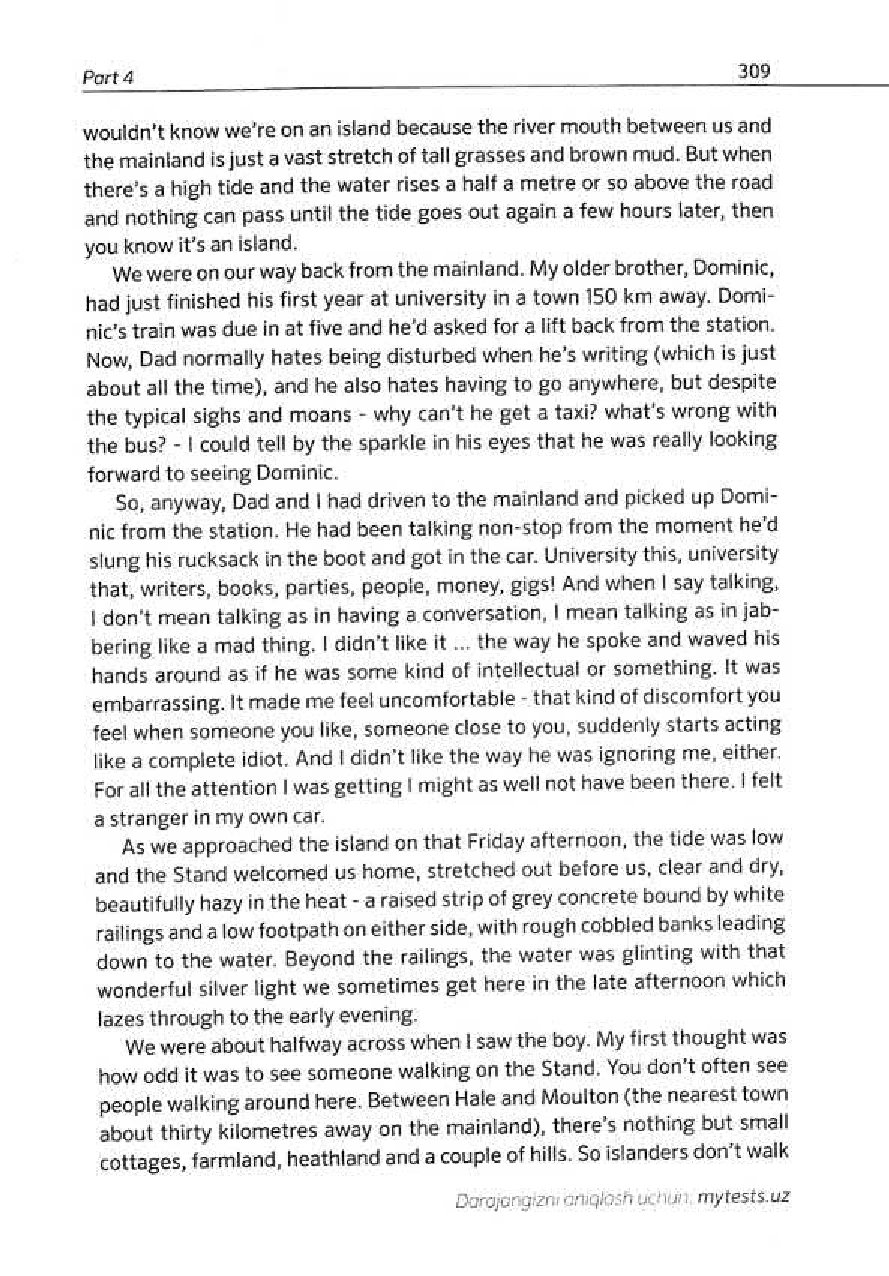 Part 4
309
wouldn't know we're on an island because the river mouth between us and
the mainland is just a vast stretch of tall grasses and brown mud. But when
there's a high tide and the water rises a half a metre or so above the road
and nothing can pass until the tide goes out again a few hours later, then
you know it's an island.
We were on our way back from the mainland. My older brother, Dominic,
had just finished his first year at university in a town 150 km away. Domi-
nic's train was due in at five and he'd asked for a lift back from the station.
Now, Dad normally hates being disturbed when he's writing (which is just
about all the time), and he also hates having to go anywhere, but despite
the typical sighs and moans - why can't he get a taxi? what's wrong with
the bus? - I could tell by the sparkle in his eyes that he was really looking
forward to seeing Dominic.
So, anyway, Dad and I had driven to the mainland and picked up Domi-
nic from the station. He had been talking non-stop from the moment he'd
slung his rucksack in the boot and got in the car. University this, university
that, writers, books, parties, people, money, gigs! And when I say talking,
I don't mean talking as in having a conversation, I mean talking as in jab-
bering like a mad thing. I didn't like it ... the way he spoke and waved his
hands around as if he was some kind of intellectual or something. It was
embarrassing. It made me feel uncomfortable - that kind of discomfort you
feel when someone you like, someone close to you, suddenly starts acting
like a complete idiot. And I didn't like the way he was ignoring me, either.
For all the attention I was getting I might as well not have been there. I felt
a stranger in my own car.
As we approached the island on that Friday afternoon, the tide was low
and the Stand welcomed us home, stretched out before us, clear and dry,
beautifully hazy in the heat - a raised strip of grey concrete bound by white
railings and a low footpath on either side, with rough cobbled banks leading
down to the water. Beyond the railings, the water was glinting with that
wonderful silver light we sometimes get here in the late afternoon which
lazes through to the early evening.
We were about halfway across when I saw the boy. My first thought was
how odd it was to see someone walking on the Stand. You don't often see
people walking around here. Between Hale and Moulton (the nearest town
about thirty kilometres away on the mainland), there's nothing but small
cottages, farmland, heathland and a couple of hills. So islanders don't walk
Darajangizni aniqlash uchun: mytests.uz